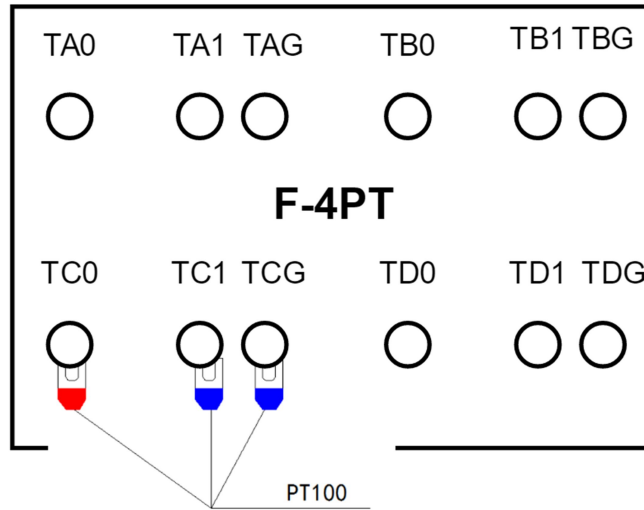 TA0 TA1 TAG TB0 TB1 TBG
F-4PT
TC0 TC1 TCG TD0 TD1 TDG
PT100